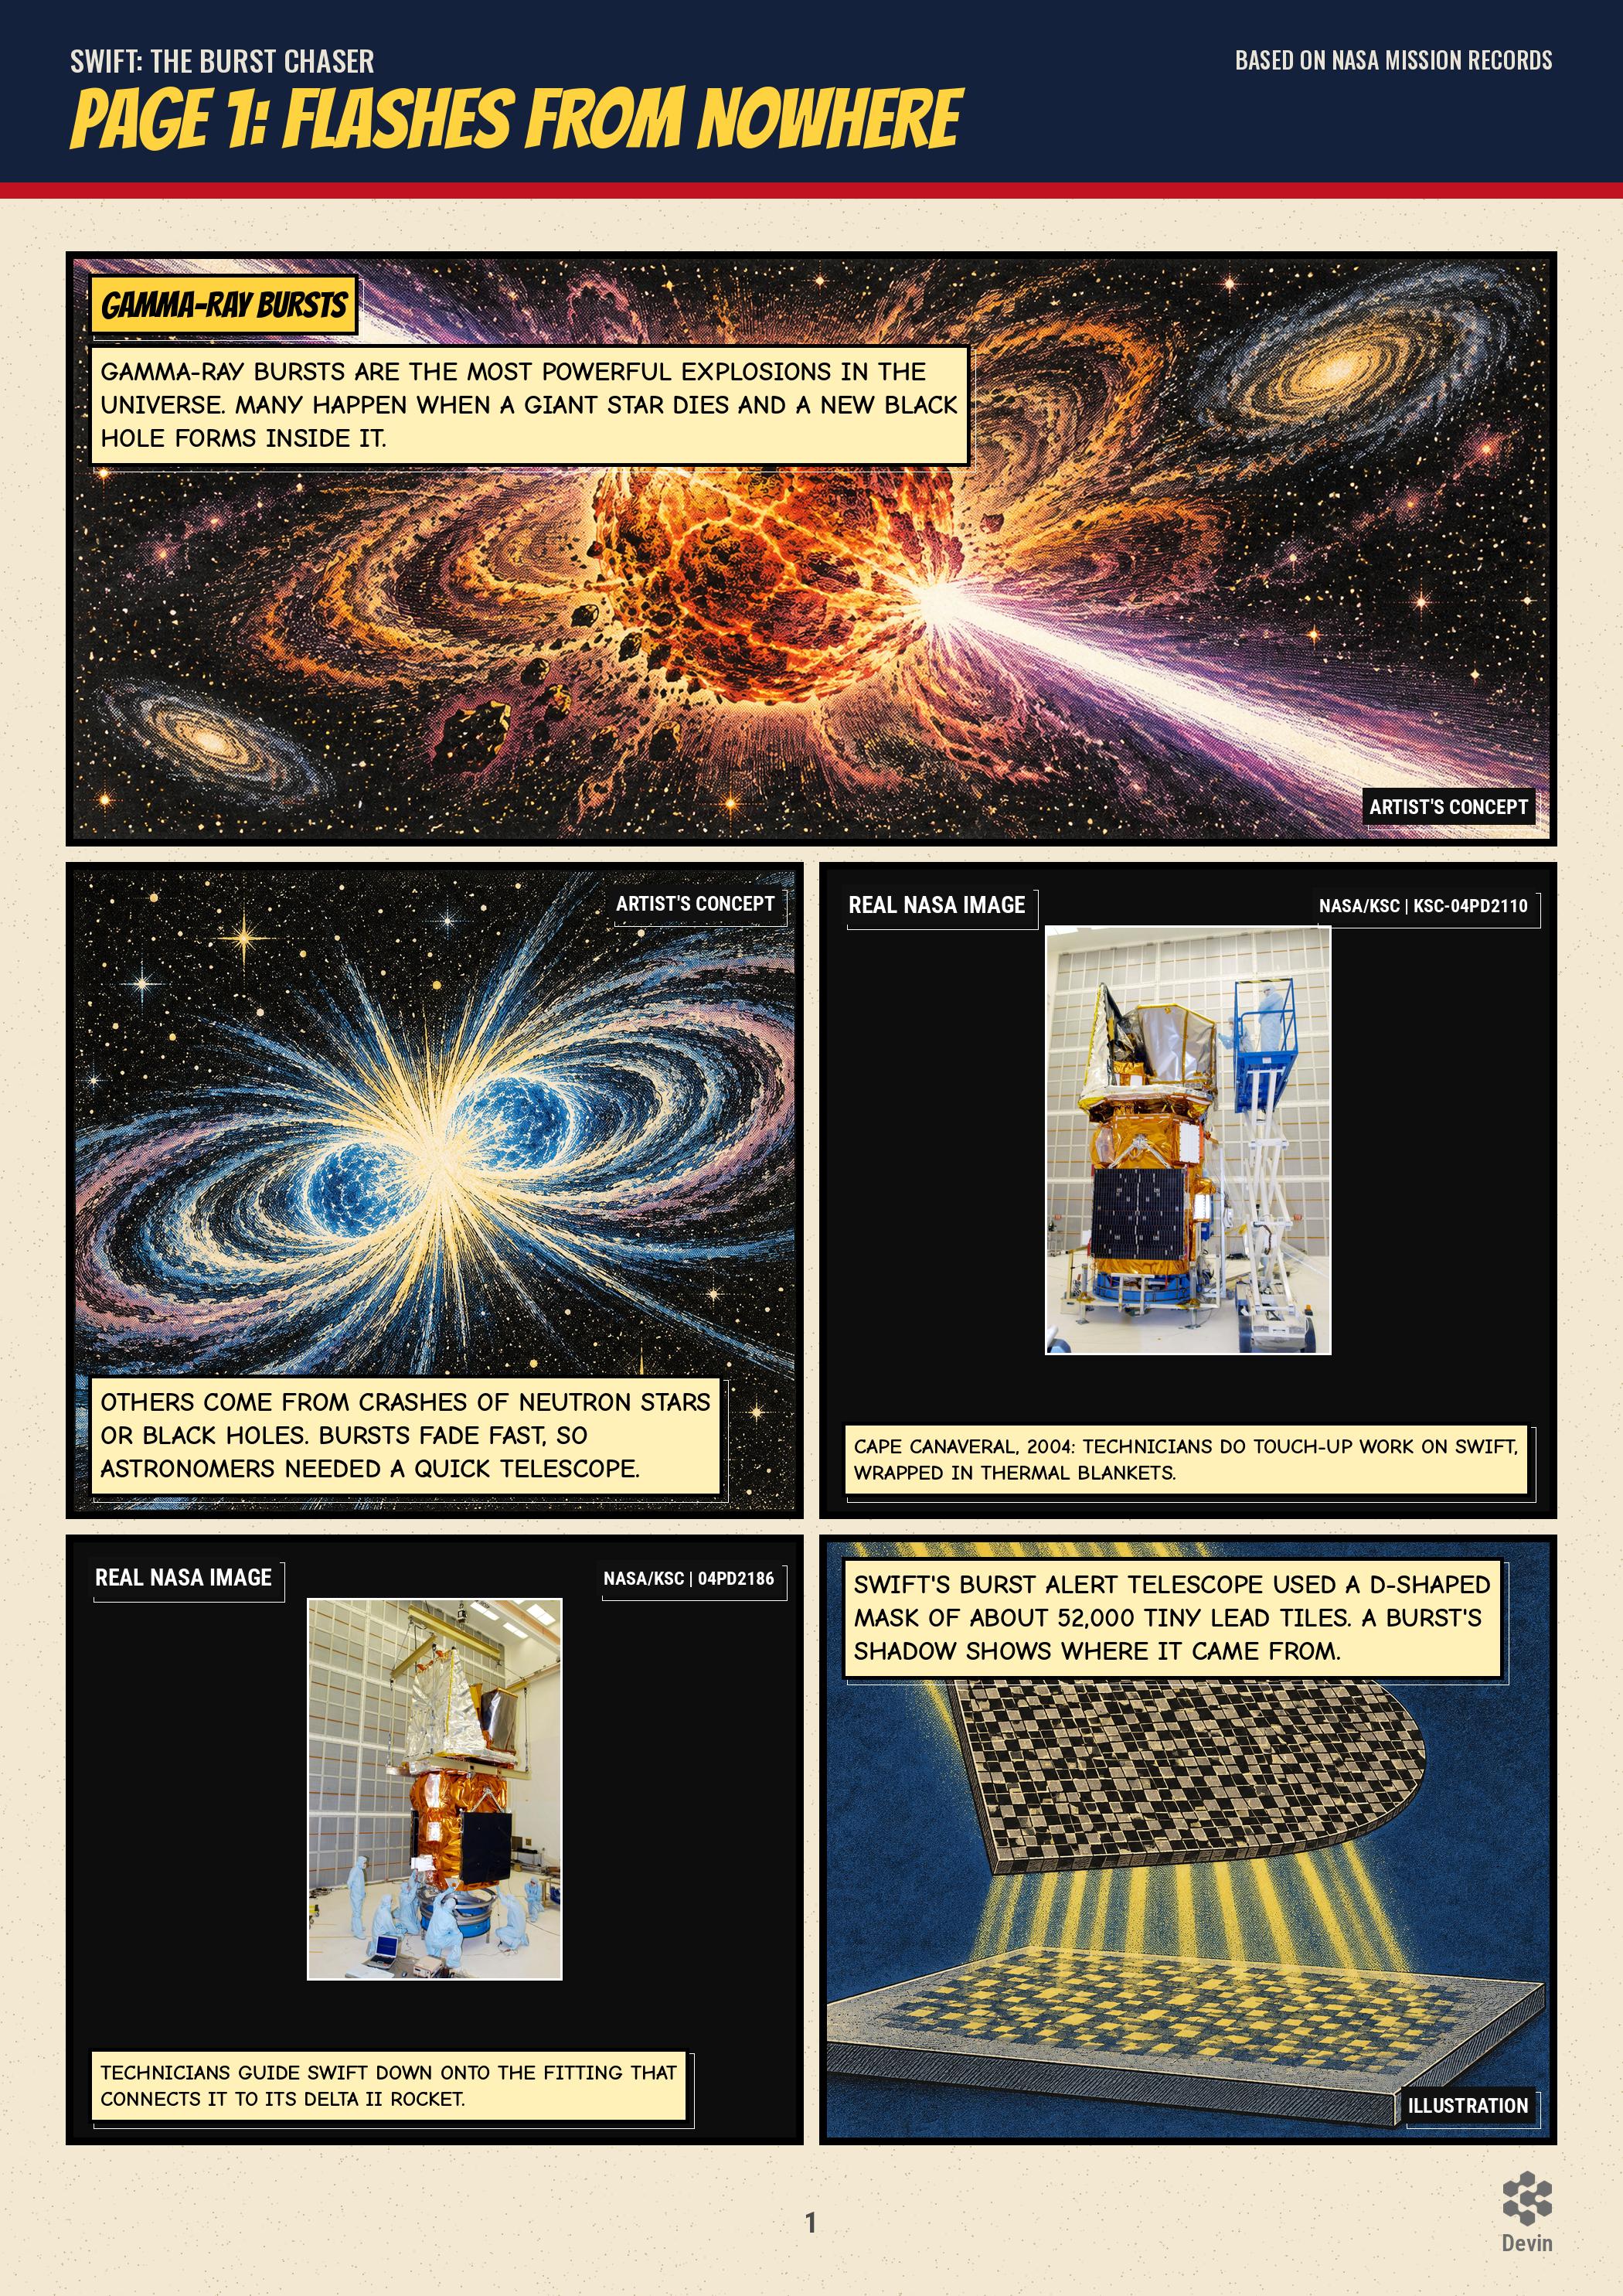 SWIFT: THE BURST CHASER
BASED ON NASA MISSION RECORDS
PAGE 1: FLASHES FROM NOWHERE
GAMMA-RAY BURSTS
GAMMA-RAY BURSTS ARE THE MOST POWERFUL EXPLOSIONS IN THE
UNIVERSE. MANY HAPPEN WHEN A GIANT STAR DIES AND A NEW BLACK
HOLE FORMS INSIDE IT.
ARTIST'S CONCEPT
ARTIST'S CONCEPT
OTHERS COME FROM CRASHES OF NEUTRON STARS
OR BLACK HOLES. BURSTS FADE FAST, SO
ASTRONOMERS NEEDED A QUICK TELESCOPE.
REAL NASA IMAGE
NASA/KSC | KSC-04PD2110
CAPE CANAVERAL, 2004: TECHNICIANS DO TOUCH-UP WORK ON SWIFT,
WRAPPED IN THERMAL BLANKETS.
REAL NASA IMAGE
NASA/KSC | 04PD2186
TECHNICIANS GUIDE SWIFT DOWN ONTO THE FITTING THAT
CONNECTS IT TO ITS DELTA II ROCKET.
SWIFT'S BURST ALERT TELESCOPE USED A D-SHAPED
MASK OF ABOUT 52,000 TINY LEAD TILES. A BURST'S
SHADOW SHOWS WHERE IT CAME FROM.
ILLUSTRATION
1
Devin